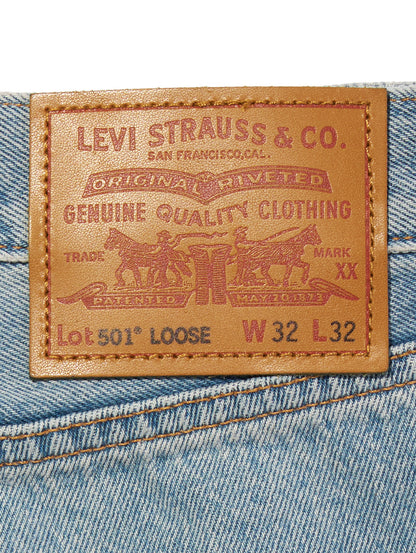 LEVI STRAUSS & CO.
SAN FRANCISCO, CAL.
ORIGINAL RIVETED
GENUINE QUALITY CLOTHING
TRADE MARK
XX
PATENTED MAY 20 1873
Lot 501® LOOSE W 32 L 32